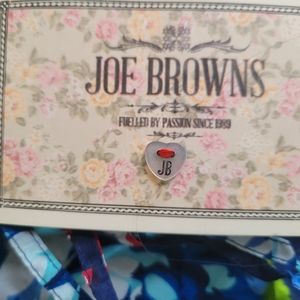 JOE BROWNS
FUELLED BY PASSION SINCE 1989
JB